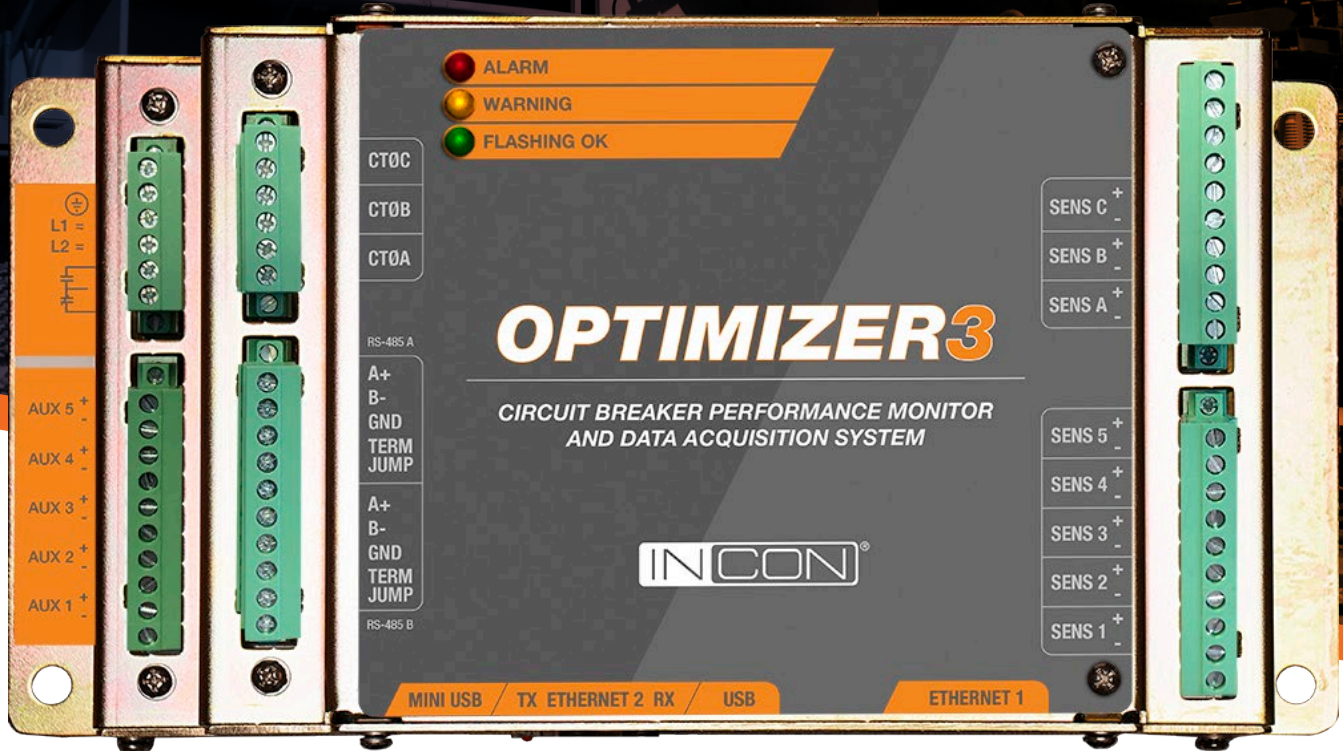 ALARM
WARNING
FLASHING OK
CTØC
CTØB
CTØA
RS-485 A
A+
B-
GND
TERM
JUMP
A+
B-
GND
TERM
JUMP
RS-485 B
L1 =
L2 =
AUX 5 + -
AUX 4 + -
AUX 3 + -
AUX 2 + -
AUX 1 + -
OPTIMIZER3
CIRCUIT BREAKER PERFORMANCE MONITOR
AND DATA ACQUISITION SYSTEM
INCON®
SENS C + -
SENS B + -
SENS A + -
SENS 5 + -
SENS 4 + -
SENS 3 + -
SENS 2 + -
SENS 1 + -
MINI USB / TX ETHERNET 2 RX / USB
ETHERNET 1